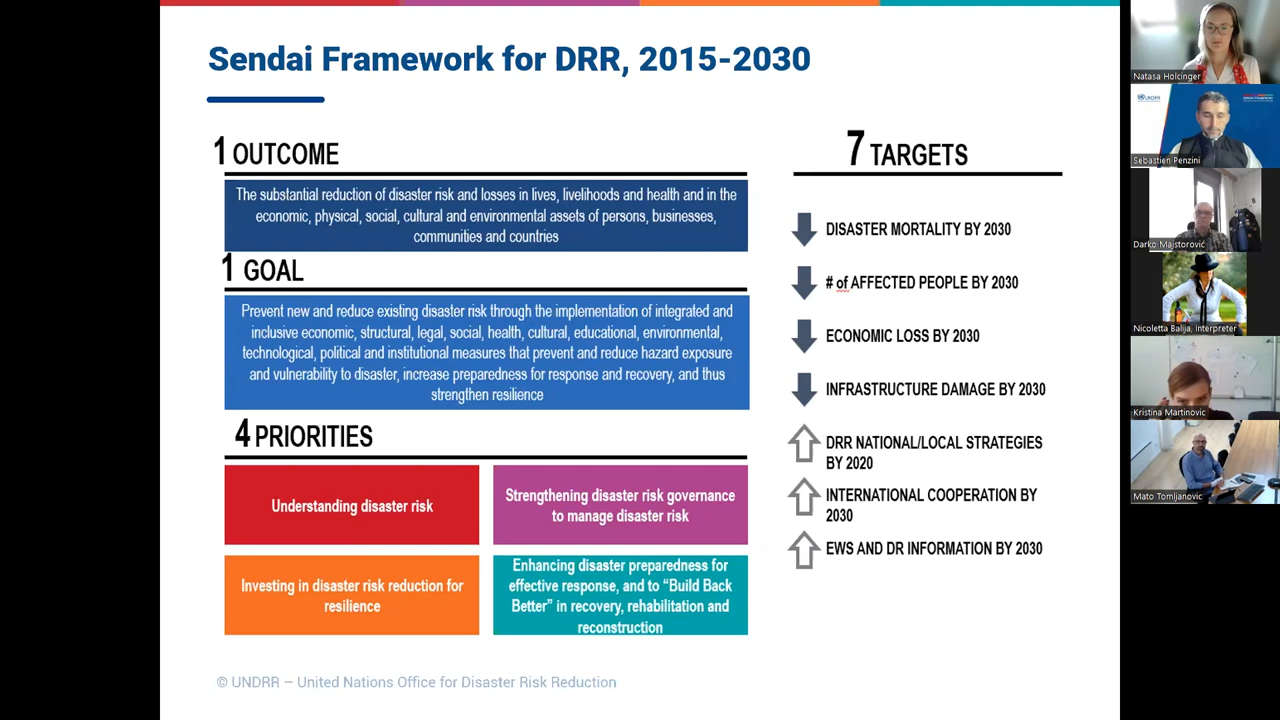 Sendai Framework for DRR, 2015-2030
1 OUTCOME
The substantial reduction of disaster risk and losses in lives, livelihoods and health and in the
economic, physical, social, cultural and environmental assets of persons, businesses,
communities and countries
1 GOAL
Prevent new and reduce existing disaster risk through the implementation of integrated and
inclusive economic, structural, legal, social, health, cultural, educational, environmental,
technological, political and institutional measures that prevent and reduce hazard exposure
and vulnerability to disaster, increase preparedness for response and recovery, and thus
strengthen resilience
4 PRIORITIES
Understanding disaster risk
Strengthening disaster risk governance
to manage disaster risk
Investing in disaster risk reduction for
resilience
Enhancing disaster preparedness for
effective response, and to “Build Back
Better” in recovery, rehabilitation and
reconstruction
7 TARGETS
DISASTER MORTALITY BY 2030
# of AFFECTED PEOPLE BY 2030
ECONOMIC LOSS BY 2030
INFRASTRUCTURE DAMAGE BY 2030
DRR NATIONAL/LOCAL STRATEGIES
BY 2020
INTERNATIONAL COOPERATION BY
2030
EWS AND DR INFORMATION BY 2030
© UNDRR – United Nations Office for Disaster Risk Reduction
Natasa Holcinger
UNDRR
Sebastien Penzini
Darko Majstorović
Nicoletta Balija, Interpreter
Kristina Martinovic
Mato Tomljanovic